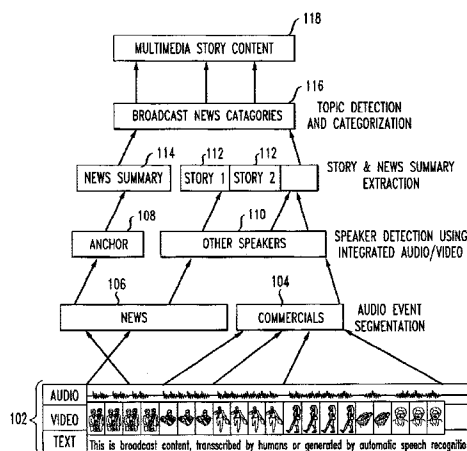 118
MULTIMEDIA STORY CONTENT
116
BROADCAST NEWS CATAGORIES
TOPIC DETECTION
AND CATEGORIZATION
114
112
112
NEWS SUMMARY
STORY 1
STORY 2
STORY & NEWS SUMMARY
EXTRACTION
108
110
ANCHOR
OTHER SPEAKERS
SPEAKER DETECTION USING
INTEGRATED AUDIO/VIDEO
106
104
NEWS
COMMERCIALS
AUDIO EVENT
SEGMENTATION
102
AUDIO
VIDEO
TEXT
This is broadcast content, transcribed by humans or generated by automatic speech recognitio